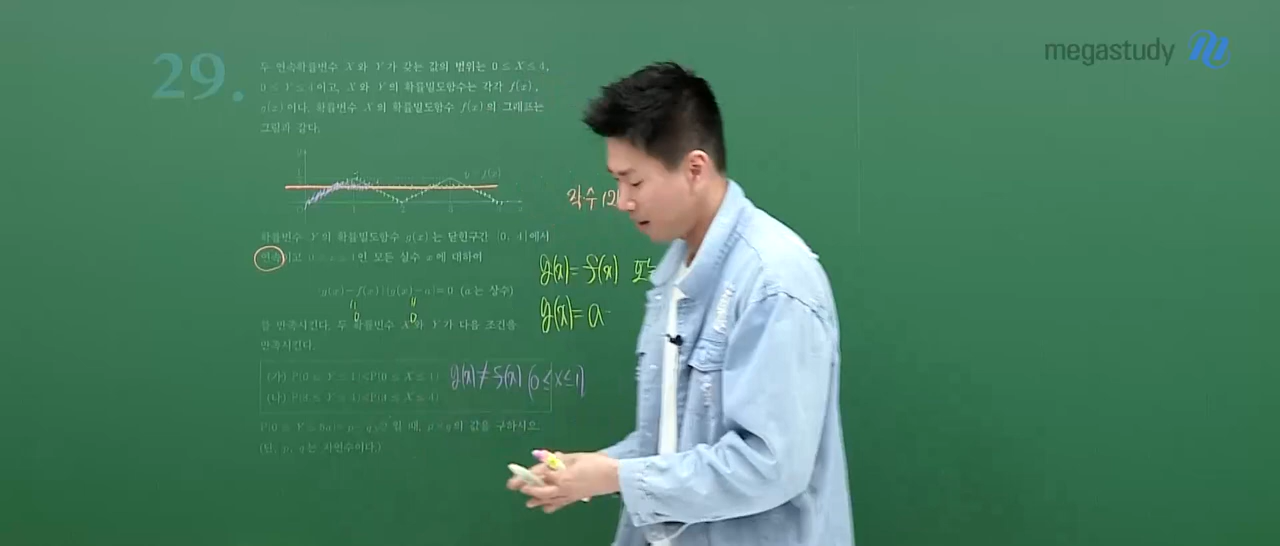 megastudy
29.
두 연속확률변수 X와 Y가 갖는 값의 범위는 0≤X≤4,
0≤Y≤4이고, X와 Y의 확률밀도함수는 각각 f(x),
g(x)이다. 확률변수 X의 확률밀도함수 f(x)의 그래프는
그림과 같다.
y=f(x)
각수
확률변수 Y의 확률밀도함수 g(x)는 닫힌구간 [0, 4]에서
연속이고 0≤x≤4인 모든 실수 x에 대하여
{g(x)-f(x)}{g(x)-a}=0 (a는 상수)
0 0
g(x)=f(x) 또는
g(x)=a
를 만족시킨다. 두 확률변수 X와 Y가 다음 조건을
만족시킨다.
(가) P(0≤Y≤1)<P(0≤X≤1)
g(x)≠f(x) (0≤x≤1)
(나) P(3≤Y≤4)<P(3≤X≤4)
일 때, p+q의 값을 구하시오.
(단, p, q는 자연수이다.)